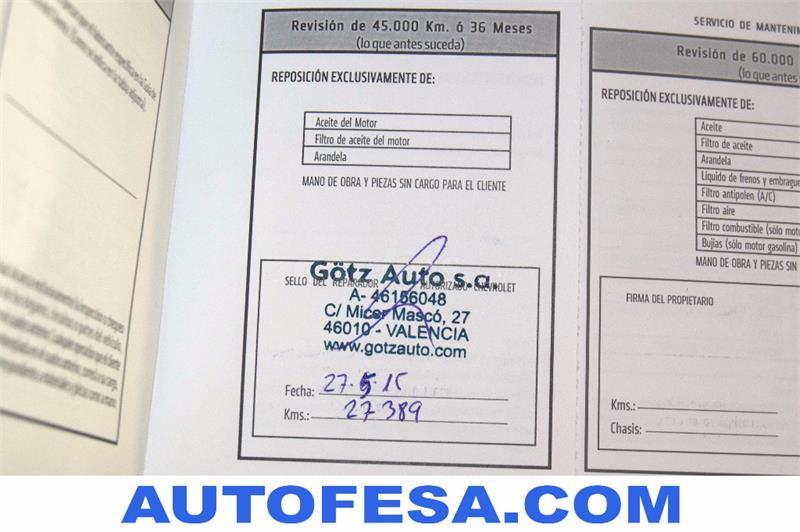 Revisión de 45.000 Km. ó 36 Meses
(lo que antes suceda)
REPOSICIÓN EXCLUSIVAMENTE DE:
Aceite del Motor
Filtro de aceite del motor
Arandela
MANO DE OBRA Y PIEZAS SIN CARGO PARA EL CLIENTE
Götz Auto s.a.
SELLO DEL REPARADOR AUTORIZADO CHEVROLET
A- 46156048
C/ Micer Mascó, 27
46010 - VALENCIA
www.gotzauto.com
Fecha: 27.5.15
Kms.: 27389
SERVICIO DE MANTENIM
Revisión de 60.000
(lo que antes
REPOSICIÓN EXCLUSIVAMENTE DE:
Aceite
Filtro de aceite
Arandela
Líquido de frenos y embrague
Filtro antipolen (A/C)
Filtro aire
Filtro combustible (sólo moto
Bujías (sólo motor gasolina)
MANO DE OBRA Y PIEZAS SIN
FIRMA DEL PROPIETARIO
Kms.:
Chasis:
AUTOFESA.COM